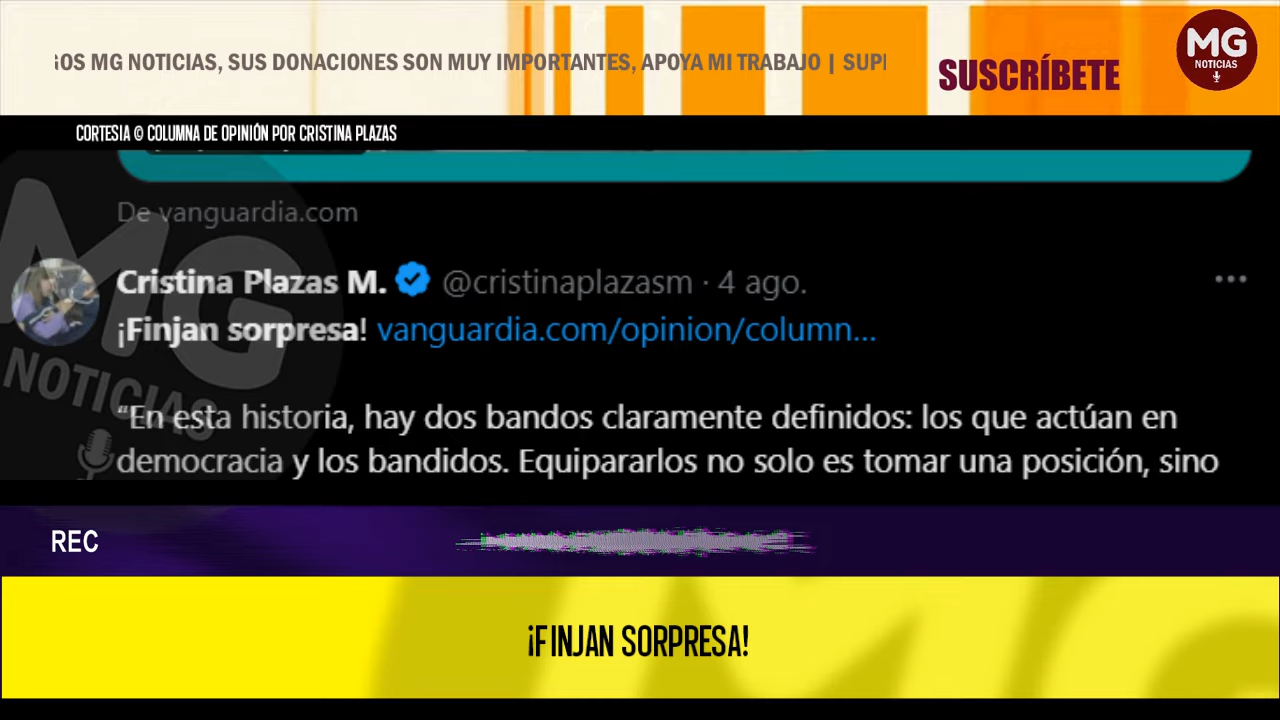 OS MG NOTICIAS, SUS DONACIONES SON MUY IMPORTANTES, APOYA MI TRABAJO |
SUSCRÍBETE
MG
NOTICIAS
CORTESIA © COLUMNA DE OPINIÓN POR CRISTINA PLAZAS
De vanguardia.com
Cristina Plazas M. @cristinaplazasm · 4 ago.
¡Finjan sorpresa! vanguardia.com/opinion/column...
MG
NOTICIAS
“En esta historia, hay dos bandos claramente definidos: los que actúan en
democracia y los bandidos. Equipararlos no solo es tomar una posición, sino
REC
¡FINJAN SORPRESA!